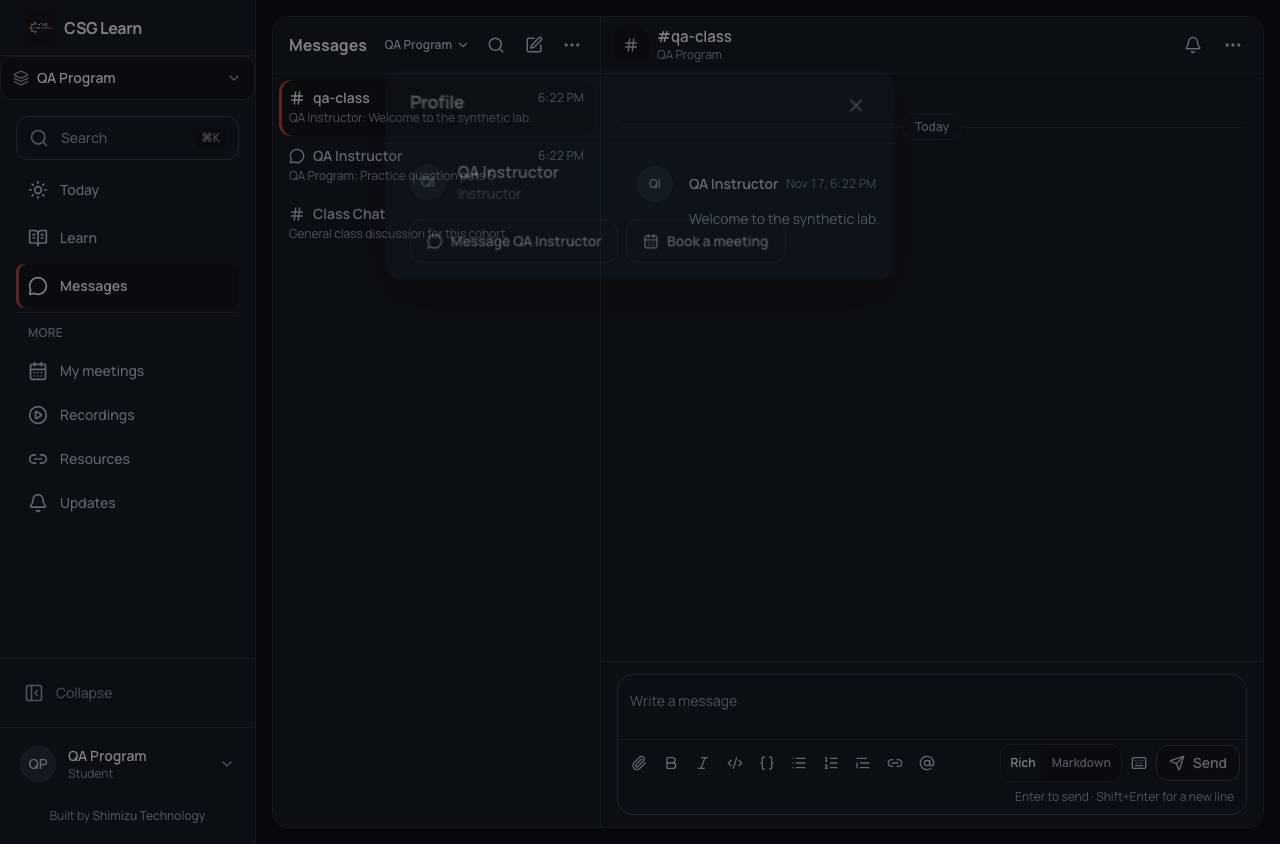 CSG Learn
QA Program
Search ⌘K
Today
Learn
Messages
MORE
My meetings
Recordings
Resources
Updates
Collapse
QP
QA Program
Student
Built by Shimizu Technology
Messages QA Program
qa-class 6:22 PM
QA Instructor: Welcome to the synthetic lab.
QA Instructor 6:22 PM
QA Program: Practice question
Class Chat
General class discussion for this cohort
#qa-class
QA Program
Today
QI
QA Instructor Nov 17, 6:22 PM
Welcome to the synthetic lab.
Profile
QI
QA Instructor
Instructor
Message QA Instructor
Book a meeting
Write a message
Rich Markdown
Send
Enter to send · Shift+Enter for a new line